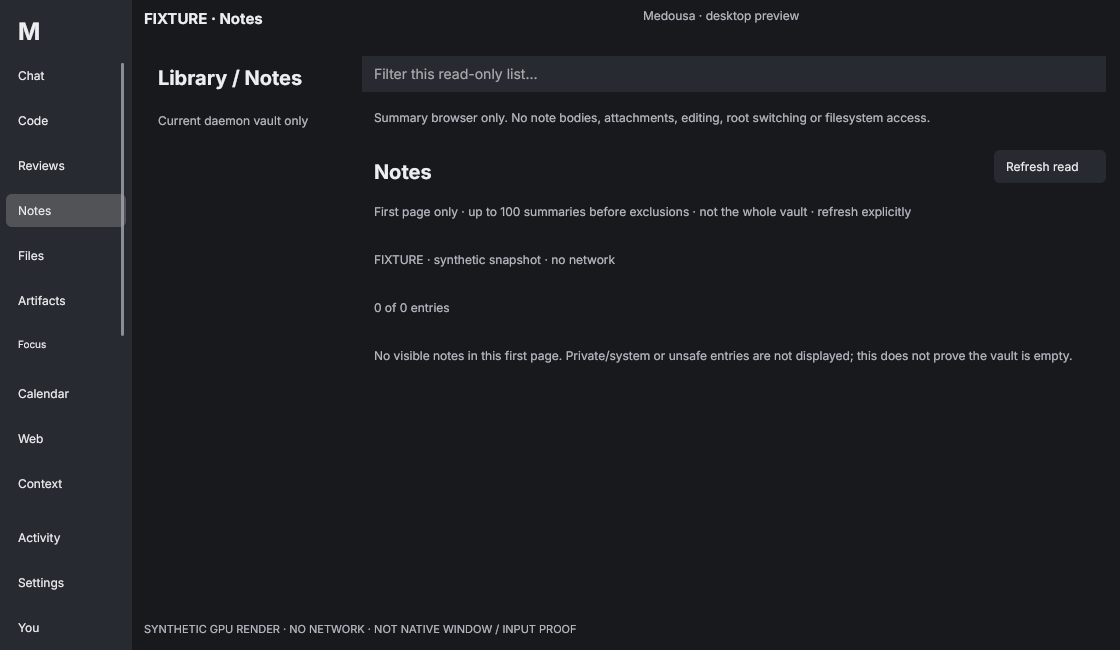 M
Chat
Code
Reviews
Notes
Files
Artifacts
Focus
Calendar
Web
Context
Activity
Settings
You
FIXTURE · Notes
Medousa · desktop preview
Library / Notes
Current daemon vault only
Filter this read-only list...
Summary browser only. No note bodies, attachments, editing, root switching or filesystem access.
Notes
Refresh read
First page only · up to 100 summaries before exclusions · not the whole vault · refresh explicitly
FIXTURE · synthetic snapshot · no network
0 of 0 entries
No visible notes in this first page. Private/system or unsafe entries are not displayed; this does not prove the vault is empty.
SYNTHETIC GPU RENDER · NO NETWORK · NOT NATIVE WINDOW / INPUT PROOF